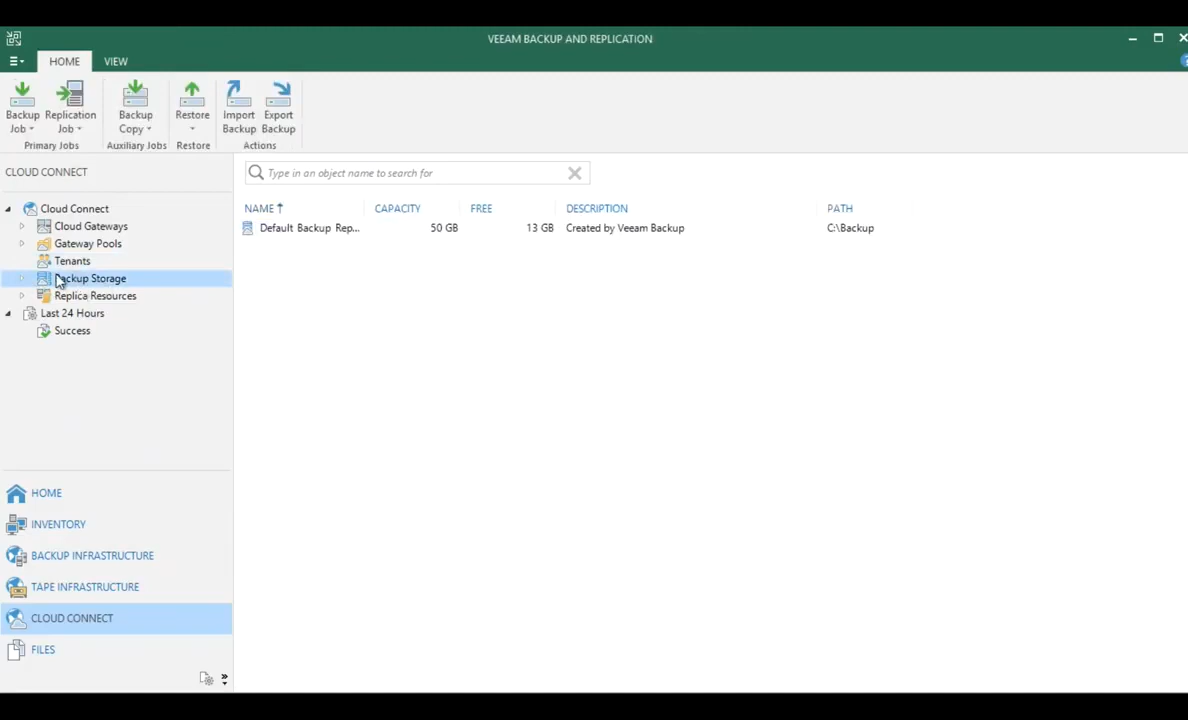 VEEAM BACKUP AND REPLICATION
HOME VIEW
Backup Job Replication Job Backup Copy Restore Import Backup Export Backup
Primary Jobs Auxiliary Jobs Restore Actions
CLOUD CONNECT
Type in an object name to search for
Cloud Connect
Cloud Gateways
Gateway Pools
Tenants
Backup Storage
Replica Resources
Last 24 Hours
Success
NAME CAPACITY FREE DESCRIPTION PATH
Default Backup Rep... 50 GB 13 GB Created by Veeam Backup C:\Backup
HOME
INVENTORY
BACKUP INFRASTRUCTURE
TAPE INFRASTRUCTURE
CLOUD CONNECT
FILES